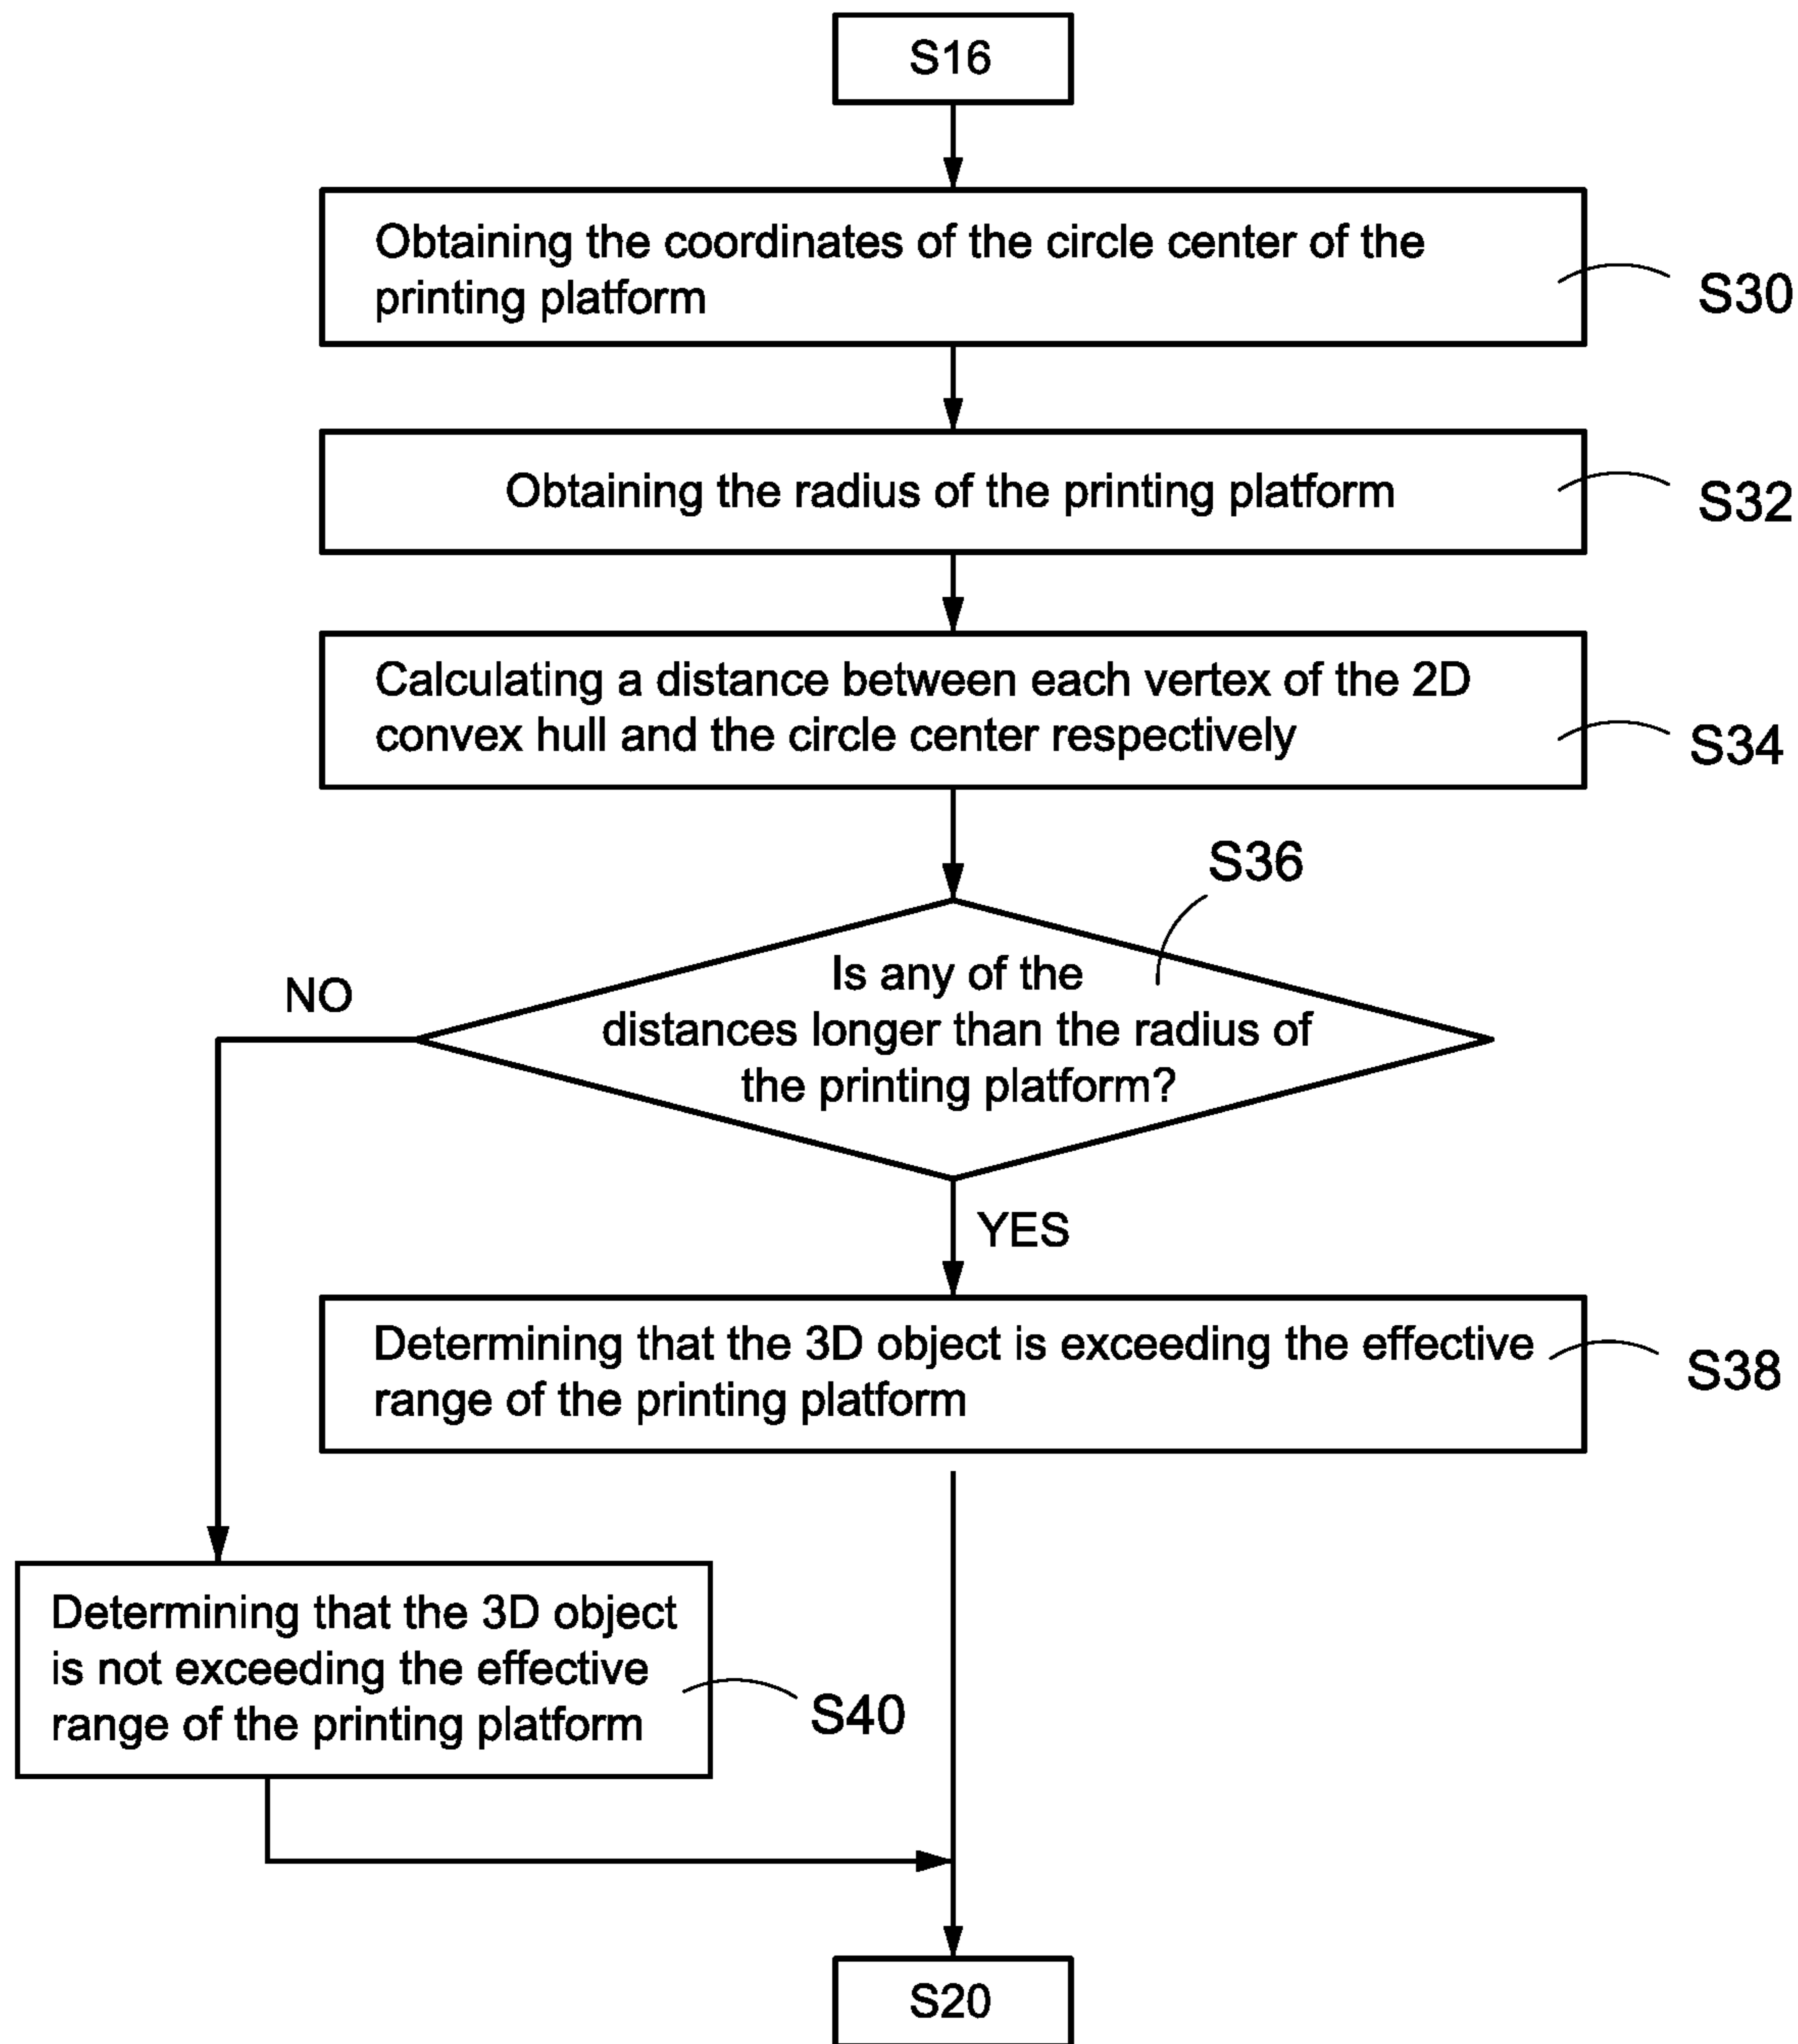 S16
Obtaining the coordinates of the circle center of the
printing platform
S30
Obtaining the radius of the printing platform
S32
Calculating a distance between each vertex of the 2D
convex hull and the circle center respectively
S34
S36
Is any of the
distances longer than the radius of
the printing platform?
NO
YES
Determining that the 3D object is exceeding the effective
range of the printing platform
S38
Determining that the 3D object
is not exceeding the effective
range of the printing platform
S40
S20